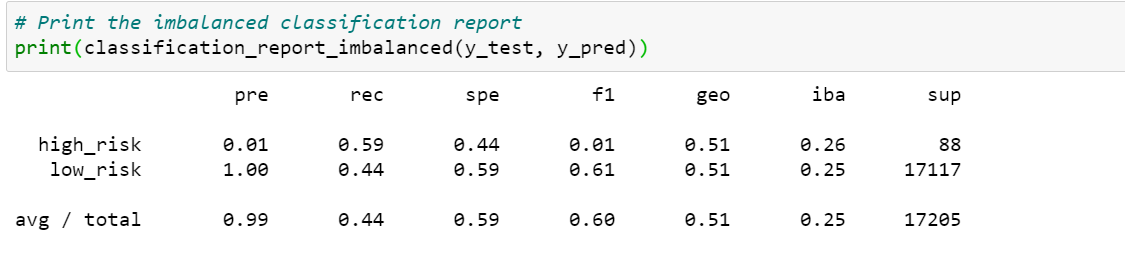 # Print the imbalanced classification report
print(classification_report_imbalanced(y_test, y_pred))
pre rec spe f1 geo iba sup
high_risk 0.01 0.59 0.44 0.01 0.51 0.26 88
low_risk 1.00 0.44 0.59 0.61 0.51 0.25 17117
avg / total 0.99 0.44 0.59 0.60 0.51 0.25 17205